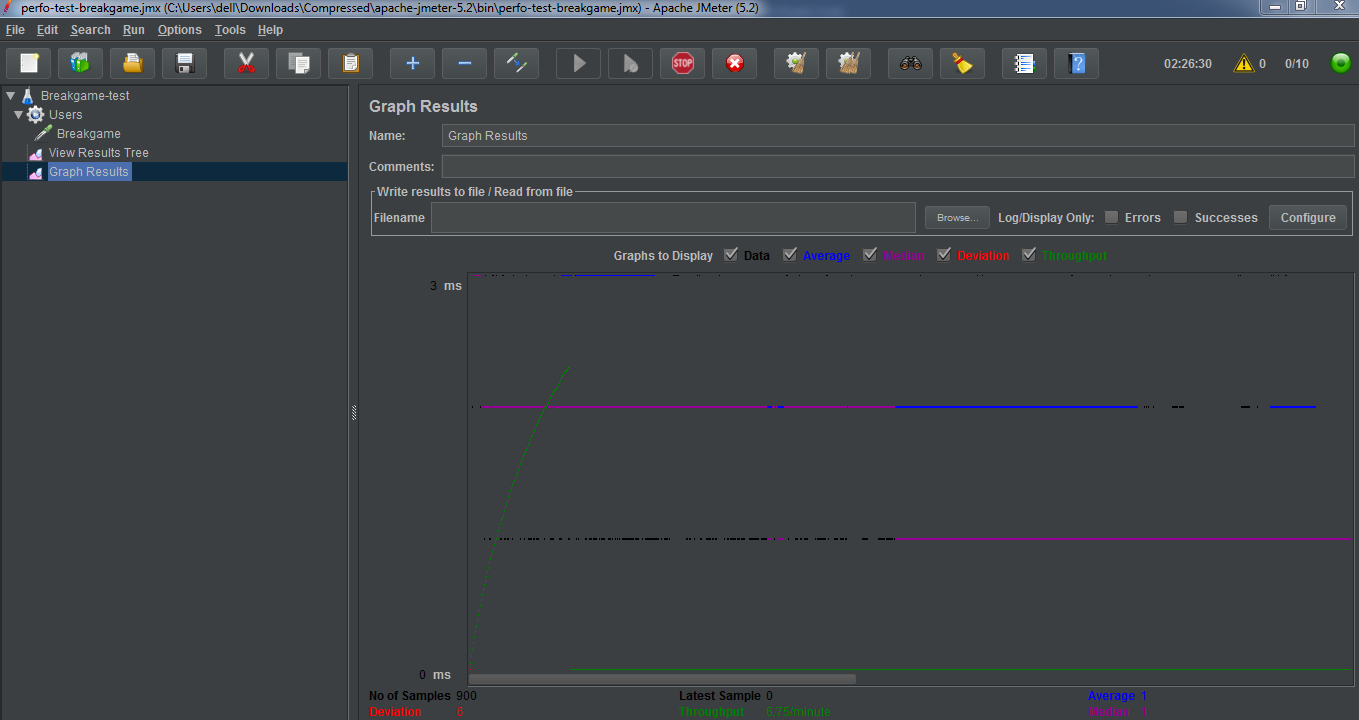 perfo-test-breakgame.jmx (C:\Users\dell\Downloads\Compressed\apache-jmeter-5.2\bin\perfo-test-breakgame.jmx) - Apache JMeter (5.2)
File Edit Search Run Options Tools Help
STOP 02:26:30 0 0/10
Breakgame-test
Users
Breakgame
View Results Tree
Graph Results
Graph Results
Name: Graph Results
Comments:
Write results to file / Read from file
Filename Browse... Log/Display Only: Errors Successes Configure
Graphs to Display Data Average Median Deviation Throughput
3 ms
0 ms
No of Samples 900 Latest Sample 0 Average 1
Deviation 6 Throughput 6.75/minute Median 1